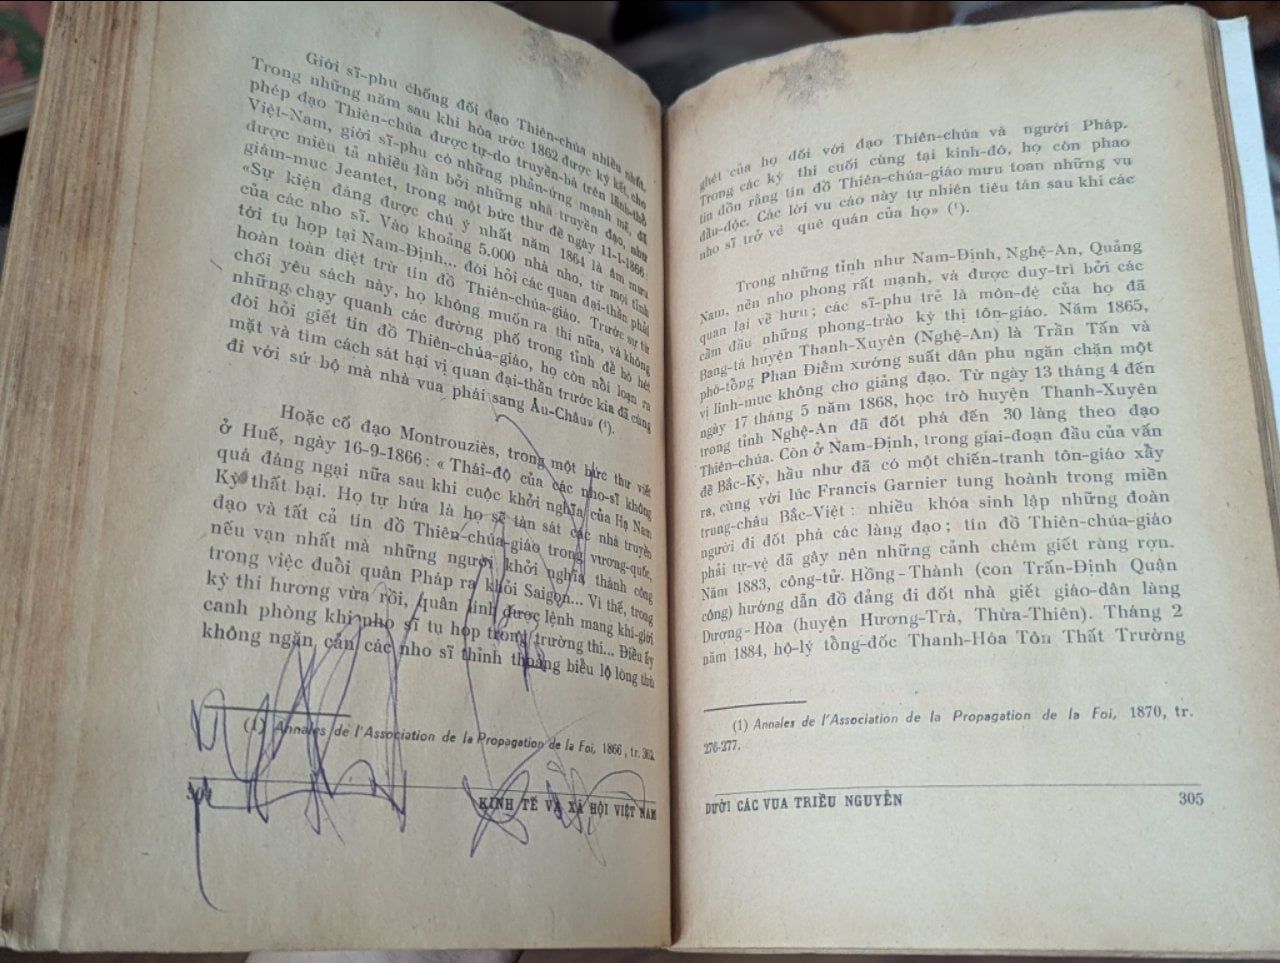 Giới sĩ-phu chống đối đạo Thiên-chúa nhiều nhất.
Trong những năm sau khi hòa ước 1862 được ký kết, cho
phép đạo Thiên-chúa được tự-do truyền-bá trên lãnh-thổ
Việt-Nam, giới sĩ-phu có những phản-ứng mạnh mẽ, đã
được miêu tả nhiều lần bởi những nhà truyền đạo, như
giám-mục Jeantet, trong một bức thư đề ngày 11-1-1866
«Sự kiện đáng được chú ý nhất năm 1864 là âm mưu
của các nho sĩ. Vào khoảng 5.000 nhà nho, từ mọi tỉnh
tới tụ họp tại Nam-Định... đòi hỏi các quan đại-thần phải
hoàn toàn diệt trừ tín đồ Thiên-chúa-giáo. Trước sự từ
chối yêu sách này, họ không muốn ra thi nữa, và không
những chạy quanh các đường phố trong tỉnh để hò hét
đòi hỏi giết tín đồ Thiên-chúa-giáo, họ còn nổi loạn ra
mặt và tìm cách sát hại vị quan đại-thần trước kia đã cùng
đi với sứ bộ mà nhà vua phái sang Âu-Châu» (¹).
Hoặc cố đạo Montrouziès, trong một bức thư viết
ở Huế, ngày 16-9-1866 : « Thái-độ của các nho-sĩ không
quá đáng ngại nữa sau khi cuộc khởi nghĩa của Hạ Nam
Kỳ thất bại. Họ tự hứa là họ sẽ tàn sát các nhà truyền
đạo và tất cả tín đồ Thiên-chúa-giáo trong vương-quốc,
nếu vạn nhất mà những người khởi nghĩa thành công
trong việc đuổi quân Pháp ra khỏi Saigon... Vì thế, trong
kỳ thi hương vừa rồi, quân lính được lệnh mang khí-giới
canh phòng khi nho sĩ tụ họp trong trường thi... Điều ấy
không ngăn cản các nho sĩ thỉnh thoảng biểu lộ lòng thù
(1) Annales de l'Association de la Propagation de la Foi, 1866, tr. 362.
304 KINH TẾ VÀ XÃ HỘI VIỆT NAM
ghét của họ đối với đạo Thiên-chúa và người Pháp.
Trong các kỳ thi cuối cùng tại kinh-đô, họ còn phao
tin đồn rằng tín đồ Thiên-chúa-giáo mưu toan những vụ
đầu-độc. Các lời vu cáo này tự nhiên tiêu tán sau khi các
nho sĩ trở về quê quán của họ» (¹).
Trong những tỉnh như Nam-Định, Nghệ-An, Quảng
Nam, nền nho phong rất mạnh, và được duy-trì bởi các
quan lại về hưu ; các sĩ-phu trẻ là môn-đệ của họ đã
cầm đầu những phong-trào kỳ thị tôn-giáo. Năm 1865,
Bang-tá huyện Thanh-Xuyên (Nghệ-An) là Trần Tấn và
phó-tổng Phan Điểm xướng suất dân phu ngăn chặn một
vị linh-mục không cho giảng đạo. Từ ngày 13 tháng 4 đến
ngày 17 tháng 5 năm 1868, học trò huyện Thanh-Xuyên
trong tỉnh Nghệ-An đã đốt phá đến 30 làng theo đạo
Thiên-chúa. Còn ở Nam-Định, trong giai-đoạn đầu của vấn
đề Bắc-Kỳ, hầu như đã có một chiến-tranh tôn-giáo xẩy
ra, cùng với lúc Francis Garnier tung hoành trong miền
trung-châu Bắc-Việt : nhiều khóa sinh lập những đoàn
người đi đốt phá các làng đạo ; tín đồ Thiên-chúa-giáo
phải tự-vệ đã gây nên những cảnh chém giết rùng rợn.
Năm 1883, công-tử. Hồng-Thành (con Trấn-Định Quận
công) hướng dẫn đồ đảng đi đốt nhà giết giáo-dân làng
Dương-Hòa (huyện Hương-Trà, Thừa-Thiên). Tháng 2
năm 1884, hộ-lý tổng-đốc Thanh-Hóa Tôn Thất Trường
(1) Annales de l'Association de la Propagation de la Foi, 1870, tr.
276-277.
DƯỚI CÁC VUA TRIỀU NGUYỄN 305